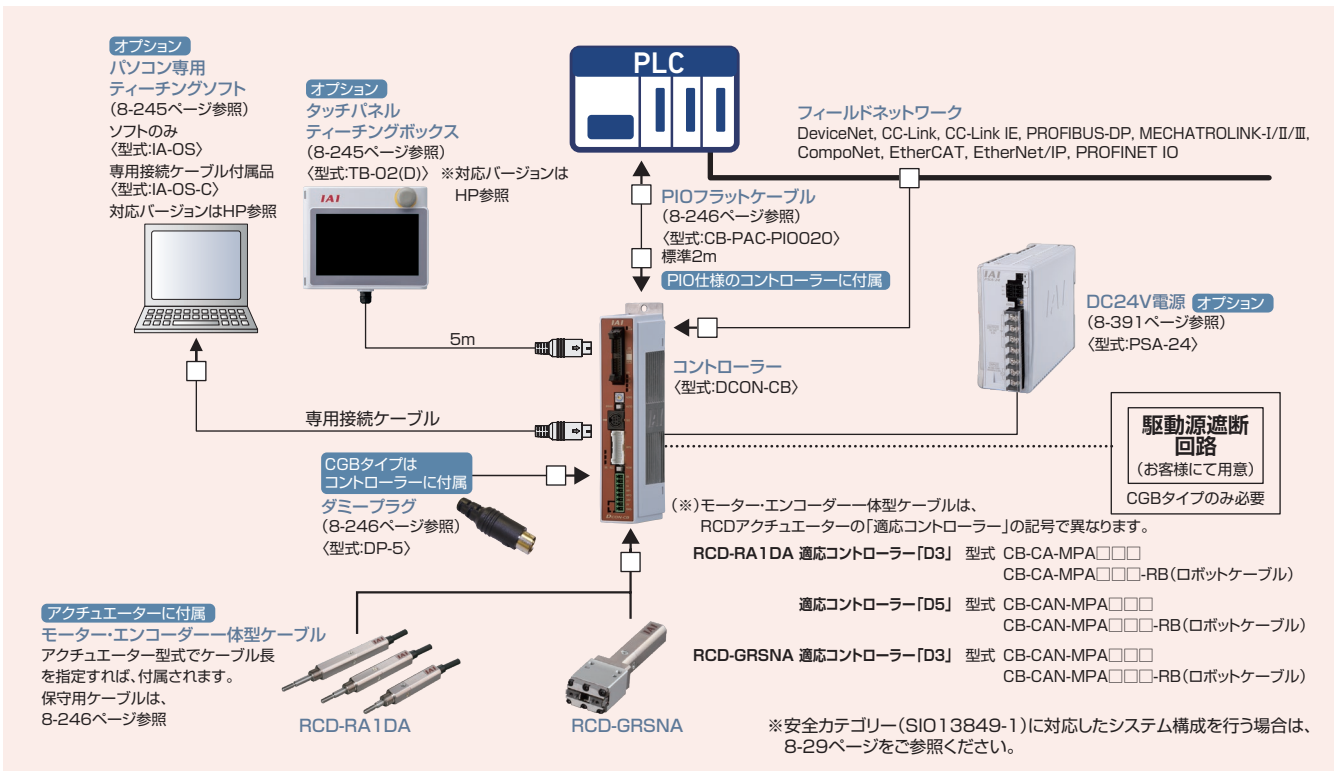 オプション
パソコン専用
ティーチングソフト
(8-245ページ参照)
ソフトのみ
〈型式:IA-OS〉
専用接続ケーブル付属品
〈型式:IA-OS-C〉
対応バージョンはHP参照
オプション
タッチパネル
ティーチングボックス
(8-245ページ参照)
〈型式:TB-02(D)〉 ※対応バージョンは
HP参照
IAI
PLC
フィールドネットワーク
DeviceNet, CC-Link, CC-Link IE, PROFIBUS-DP, MECHATROLINK-Ⅰ/Ⅱ/Ⅲ,
CompoNet, EtherCAT, EtherNet/IP, PROFINET IO
PIOフラットケーブル
(8-246ページ参照)
〈型式:CB-PAC-PIO020〉
標準2m
PIO仕様のコントローラーに付属
IAI
DC24V電源 オプション
(8-391ページ参照)
〈型式:PSA-24〉
5m
IAI
コントローラー
〈型式:DCON-CB〉
専用接続ケーブル
駆動源遮断
回路
(お客様にて用意)
CGBタイプのみ必要
CGBタイプは
コントローラーに付属
ダミープラグ
(8-246ページ参照)
〈型式:DP-5〉
(※)モーター・エンコーダー一体型ケーブルは、
RCDアクチュエーターの「適応コントローラー」の記号で異なります。
RCD-RA1DA 適応コントローラー「D3」 型式 CB-CA-MPA□□□
CB-CA-MPA□□□-RB(ロボットケーブル)
適応コントローラー「D5」 型式 CB-CAN-MPA□□□
CB-CAN-MPA□□□-RB(ロボットケーブル)
RCD-GRSNA 適応コントローラー「D3」 型式 CB-CAN-MPA□□□
CB-CAN-MPA□□□-RB(ロボットケーブル)
アクチュエーターに付属
モーター・エンコーダー一体型ケーブル
アクチュエーター型式でケーブル長
を指定すれば、付属されます。
保守用ケーブルは、
8-246ページ参照
RCD-RA1DA
IAI
RCD-GRSNA
※安全カテゴリー(SIO13849-1)に対応したシステム構成を行う場合は、
8-29ページをご参照ください。